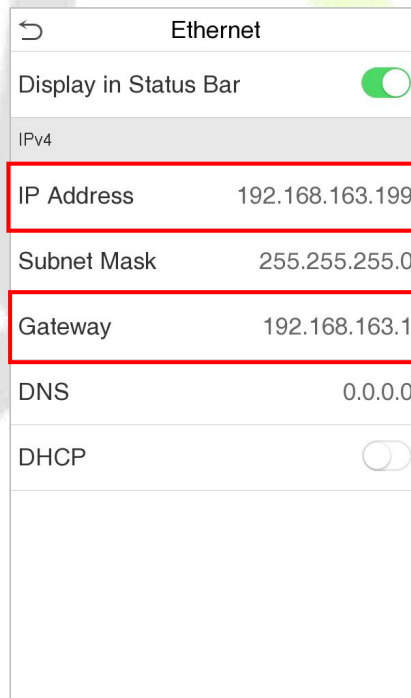 Ethernet
Display in Status Bar
IPv4
IP Address 192.168.163.199
Subnet Mask 255.255.255.0
Gateway 192.168.163.1
DNS 0.0.0.0
DHCP